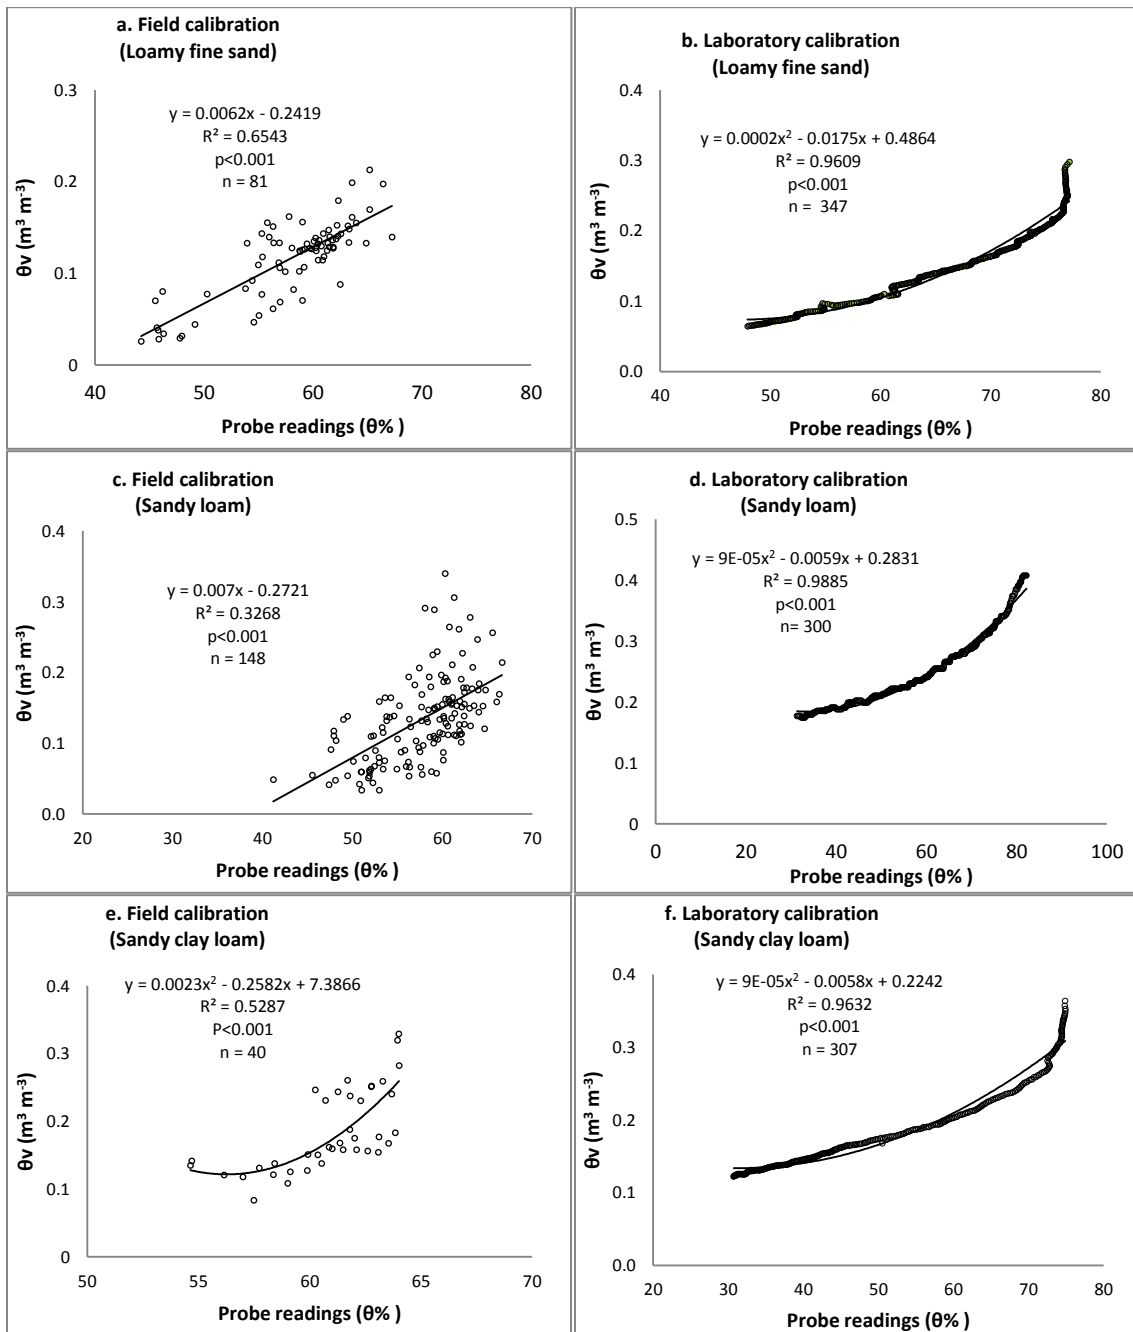 a. Field calibration
(Loamy fine sand)
0.3
0.2
0.1
0
y = 0.0062x - 0.2419
R² = 0.6543
p<0.001
n = 81
θv (m³ m⁻³)
40 50 60 70 80
Probe readings (θ% )
b. Laboratory calibration
(Loamy fine sand)
0.4
0.3
0.2
0.1
0.0
y = 0.0002x² - 0.0175x + 0.4864
R² = 0.9609
p<0.001
n = 347
θv (m³ m⁻³)
40 50 60 70 80
Probe readings (θ% )
c. Field calibration
(Sandy loam)
0.4
0.3
0.2
0.1
0.0
y = 0.007x - 0.2721
R² = 0.3268
p<0.001
n = 148
θv (m³ m⁻³)
20 30 40 50 60 70
Probe readings (θ% )
d. Laboratory calibration
(Sandy loam)
0.5
0.4
0.3
0.2
0.1
0
y = 9E-05x² - 0.0059x + 0.2831
R² = 0.9885
p<0.001
n= 300
θv (m³ m⁻³)
0 20 40 60 80 100
Probe readings (θ% )
e. Field calibration
(Sandy clay loam)
0.4
0.3
0.2
0.1
0
y = 0.0023x² - 0.2582x + 7.3866
R² = 0.5287
P<0.001
n = 40
θv (m³ m⁻³)
50 55 60 65 70
Probe readings (θ% )
f. Laboratory calibration
(Sandy clay loam)
0.4
0.3
0.2
0.1
0.0
y = 9E-05x² - 0.0058x + 0.2242
R² = 0.9632
p<0.001
n = 307
θv (m³ m⁻³)
20 30 40 50 60 70 80
Probe readings (θ% )